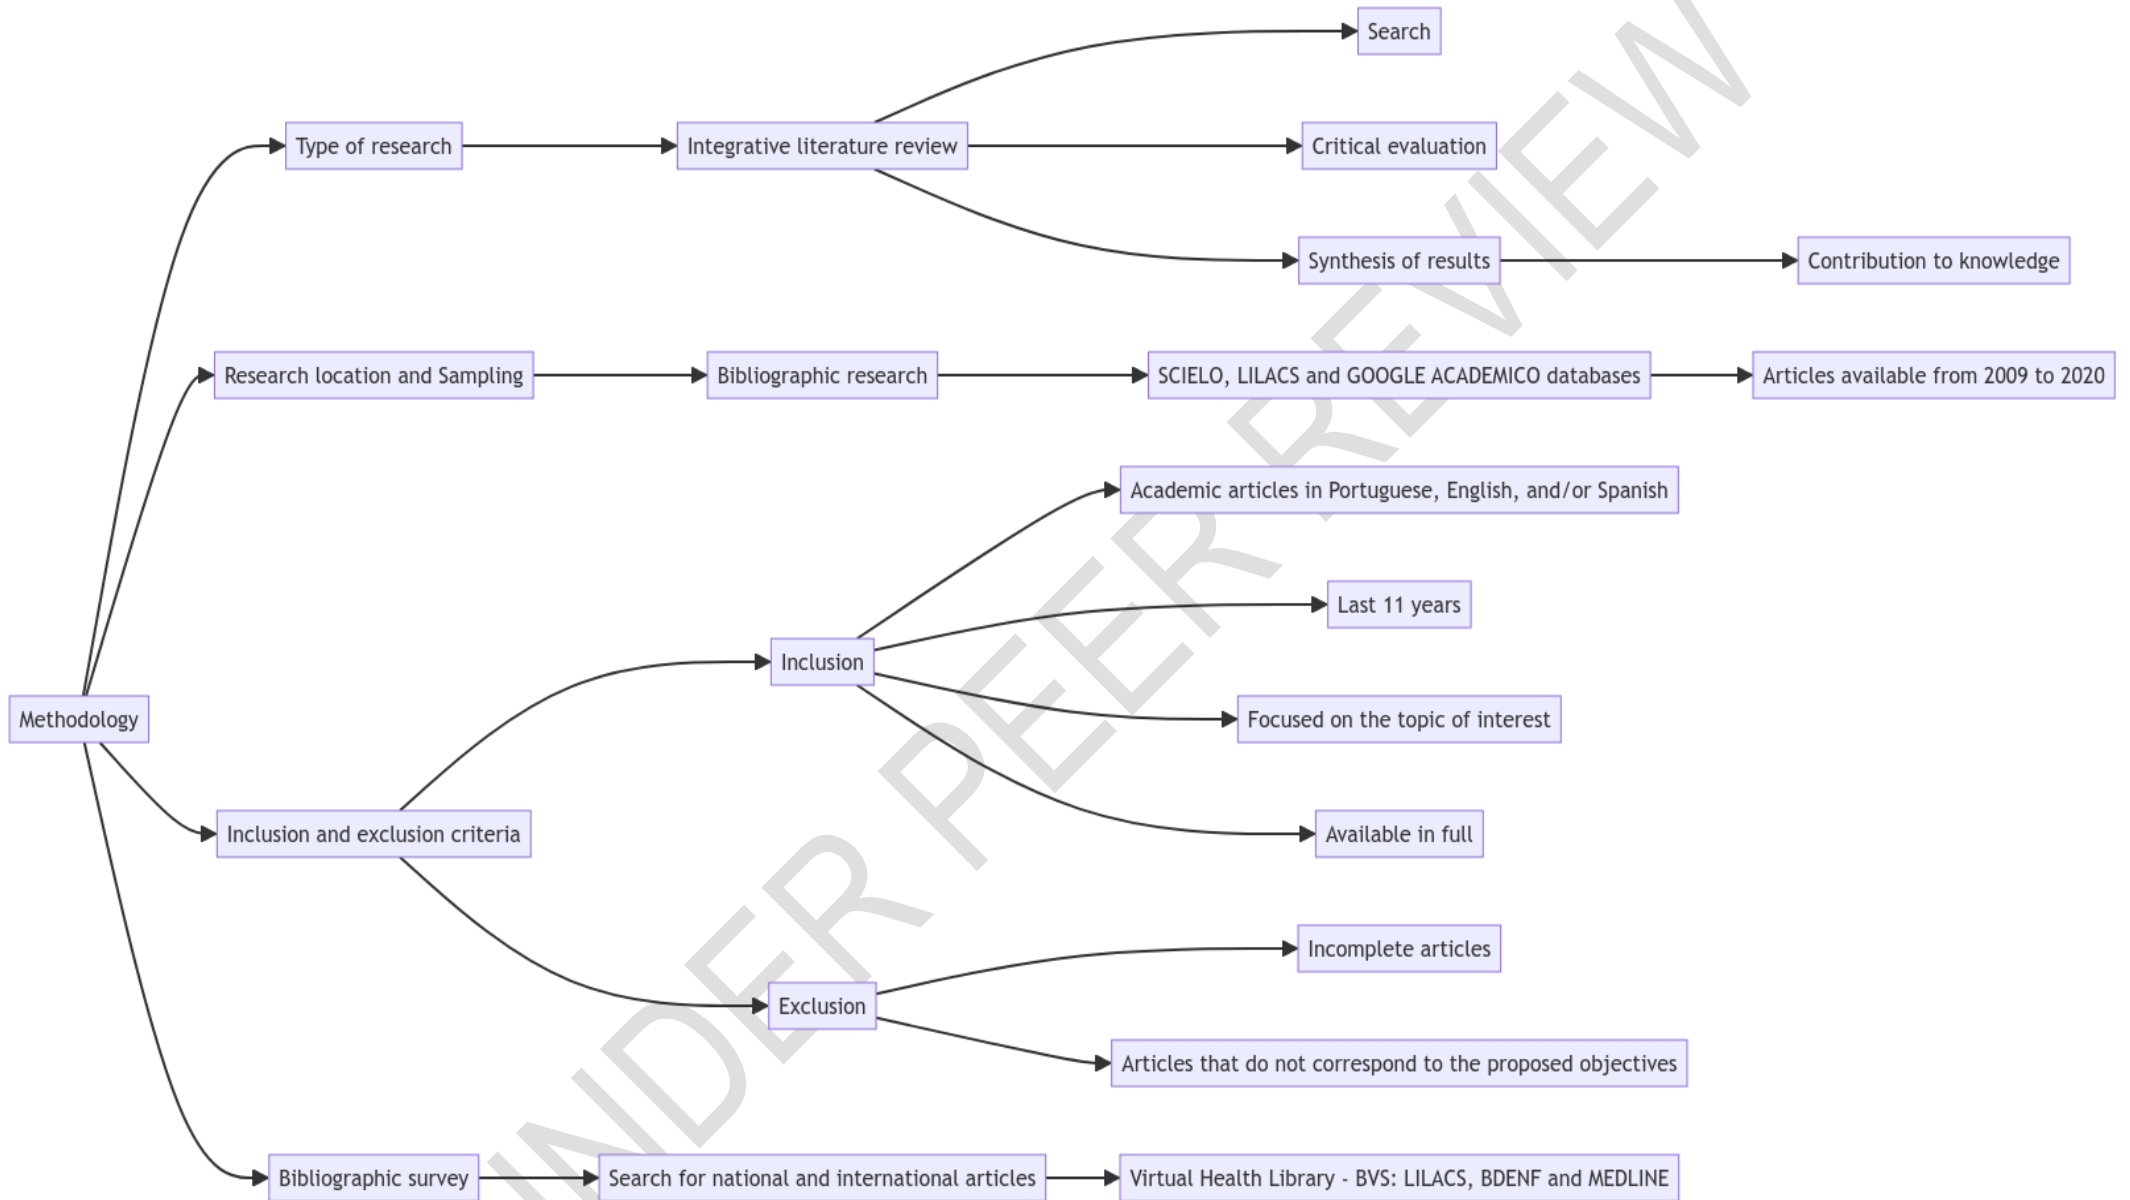 Search
Type of research
Integrative literature review
Critical evaluation
Synthesis of results
Contribution to knowledge
Research location and Sampling
Bibliographic research
SCIELO, LILACS and GOOGLE ACADEMICO databases
Articles available from 2009 to 2020
Academic articles in Portuguese, English, and/or Spanish
Last 11 years
Inclusion
Focused on the topic of interest
Methodology
Inclusion and exclusion criteria
Available in full
Incomplete articles
Exclusion
Articles that do not correspond to the proposed objectives
Bibliographic survey
Search for national and international articles
Virtual Health Library - BVS: LILACS, BDENF and MEDLINE
NDER PEER REVIEW